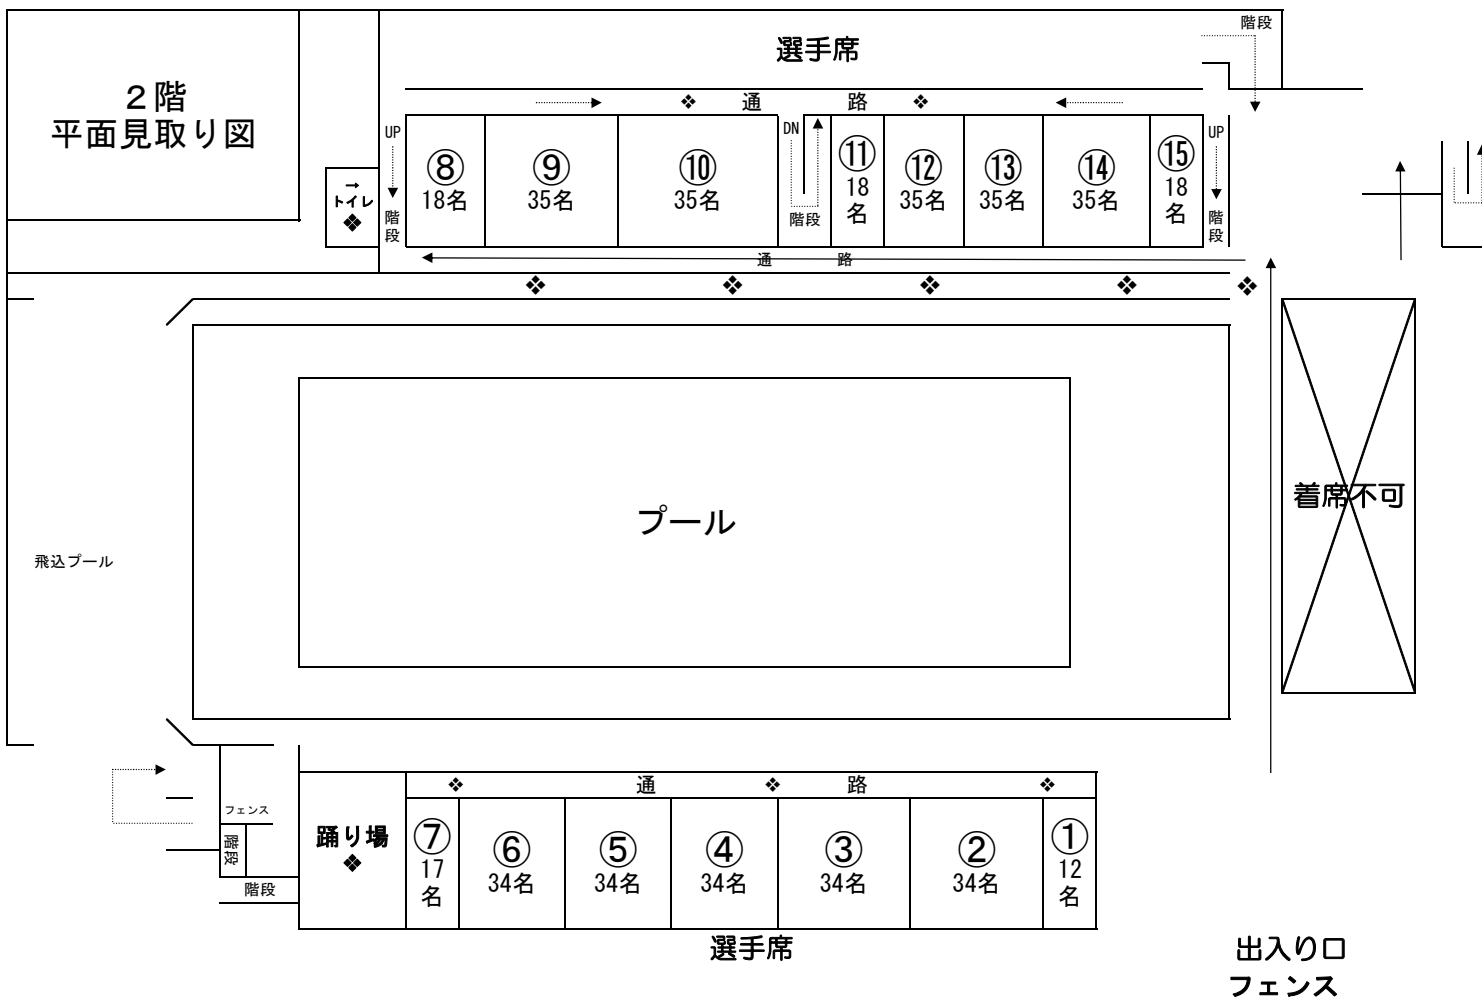 階段
選手席
２階
平面見取り図
❖ 通 路 ❖
UP
DN
UP
⑧
18名
⑨
35名
⑩
35名
⑪
18
名
⑫
35名
⑬
35名
⑭
35名
⑮
18
名
→
トイレ
❖
階段
階段
階段
通 路
❖ ❖ ❖ ❖ ❖
着席不可
プール
飛込プール
❖ 通 ❖ 路 ❖
フェンス
階段
階段
踊り場
❖
⑦
17
名
⑥
34名
⑤
34名
④
34名
③
34名
②
34名
①
12
名
選手席
出入り口
フェンス